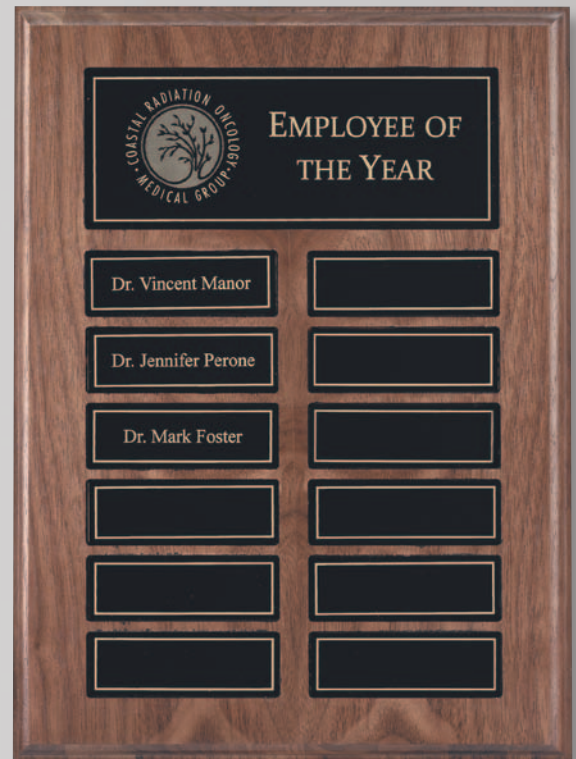 COASTAL RADIATION ONCOLOGY
· MEDICAL GROUP ·
EMPLOYEE OF
THE YEAR
Dr. Vincent Manor
Dr. Jennifer Perone
Dr. Mark Foster